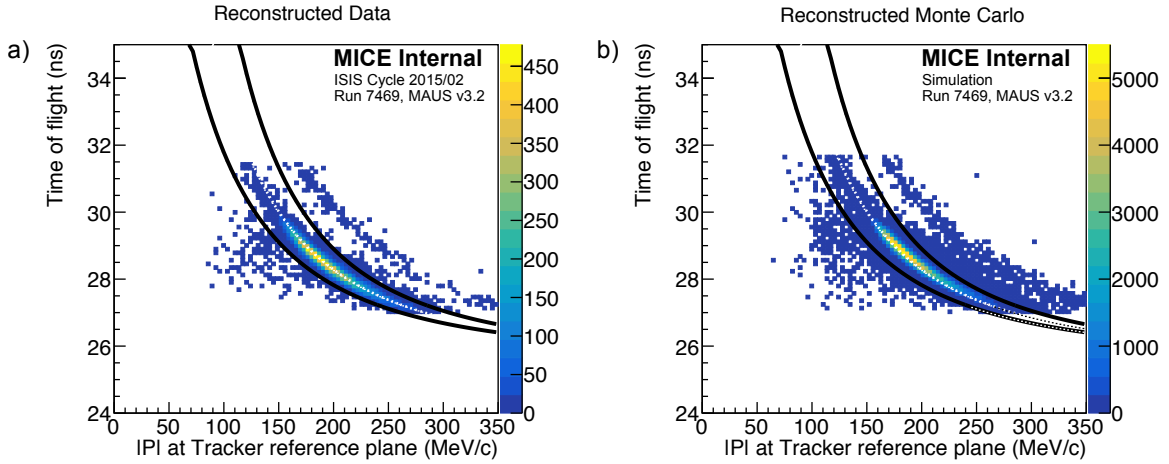 Reconstructed Data
a)
Time of flight (ns)
34
32
30
28
26
24
MICE Internal
ISIS Cycle 2015/02
Run 7469, MAUS v3.2
450
400
350
300
250
200
150
100
50
0
0 50 100 150 200 250 300 350
|P| at Tracker reference plane (MeV/c)
Reconstructed Monte Carlo
b)
Time of flight (ns)
34
32
30
28
26
24
MICE Internal
Simulation
Run 7469, MAUS v3.2
5000
4000
3000
2000
1000
0
0 50 100 150 200 250 300 350
|P| at Tracker reference plane (MeV/c)